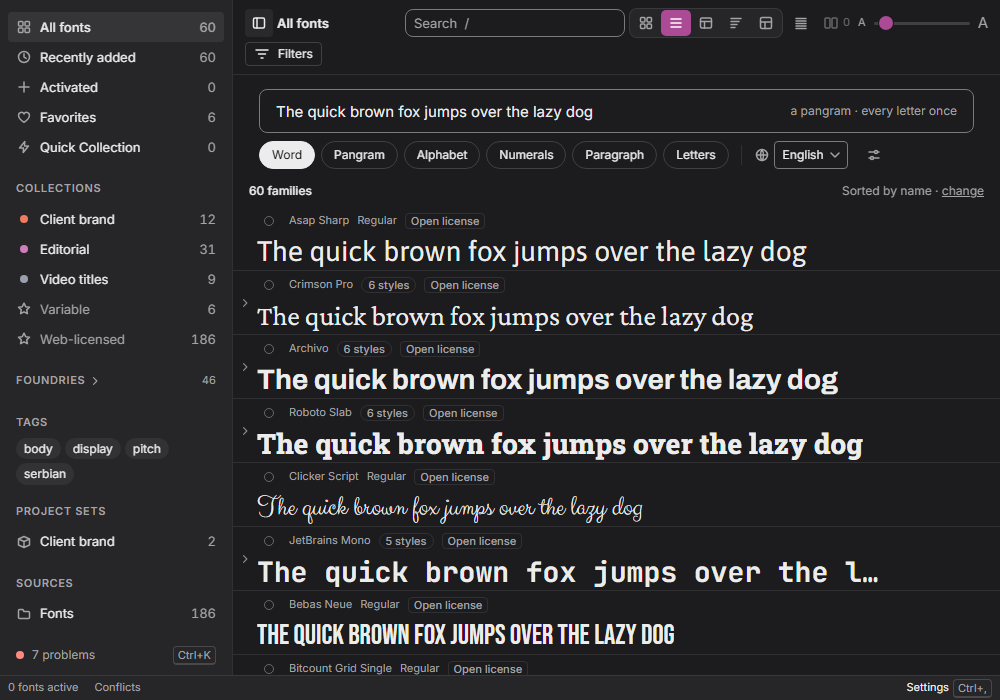 All fonts 60
Recently added 60
Activated 0
Favorites 6
Quick Collection 0
COLLECTIONS
Client brand 12
Editorial 31
Video titles 9
Variable 6
Web-licensed 186
FOUNDRIES 46
TAGS
body display pitch
serbian
PROJECT SETS
Client brand 2
SOURCES
Fonts 186
7 problems Ctrl+K
All fonts
Search /
0 A A
Filters
The quick brown fox jumps over the lazy dog a pangram · every letter once
Word Pangram Alphabet Numerals Paragraph Letters English
60 families Sorted by name · change
Asap Sharp Regular Open license
The quick brown fox jumps over the lazy dog
Crimson Pro 6 styles Open license
The quick brown fox jumps over the lazy dog
Archivo 6 styles Open license
The quick brown fox jumps over the lazy dog
Roboto Slab 6 styles Open license
The quick brown fox jumps over the lazy dog
Clicker Script Regular Open license
The quick brown fox jumps over the lazy dog
JetBrains Mono 5 styles Open license
The quick brown fox jumps over the l…
Bebas Neue Regular Open license
THE QUICK BROWN FOX JUMPS OVER THE LAZY DOG
Bitcount Grid Single Regular Open license
0 fonts active Conflicts Settings Ctrl+,